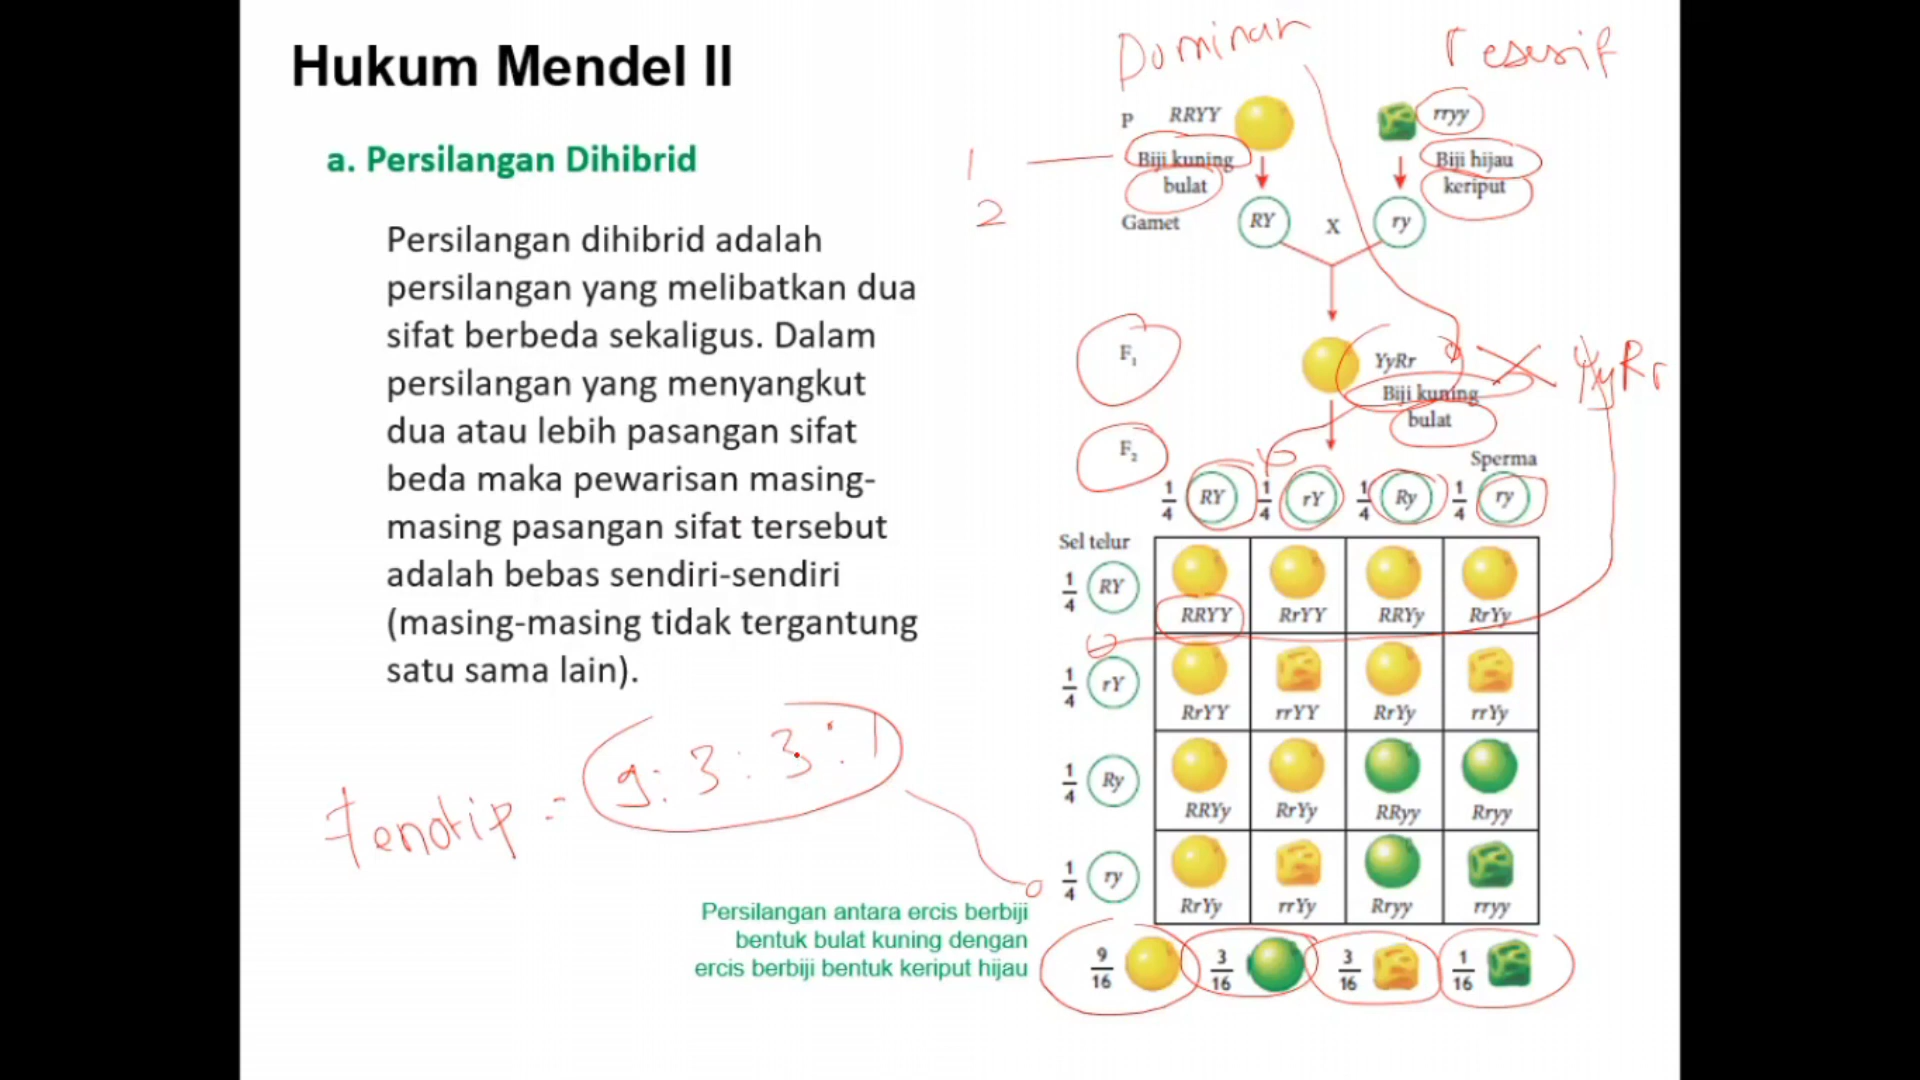 Hukum Mendel II
a. Persilangan Dihibrid
Persilangan dihibrid adalah
persilangan yang melibatkan dua
sifat berbeda sekaligus. Dalam
persilangan yang menyangkut
dua atau lebih pasangan sifat
beda maka pewarisan masing-
masing pasangan sifat tersebut
adalah bebas sendiri-sendiri
(masing-masing tidak tergantung
satu sama lain).
Fenotip = 9 : 3 : 3 : 1
Persilangan antara ercis berbiji
bentuk bulat kuning dengan
ercis berbiji bentuk keriput hijau
Dominan resesif
P RRYY rryy
1 Biji kuning Biji hijau
bulat keriput
2
Gamet RY X ry
F₁ YyRr X YyRr
Biji kuning
bulat
F₂
Sperma
1/4 RY 1/4 rY 1/4 Ry 1/4 ry
Sel telur
1/4 RY
RRYY RrYY RRYy RrYy
1/4 rY
RrYY rrYY RrYy rrYy
1/4 Ry
RRYy RrYy RRyy Rryy
1/4 ry
RrYy rrYy Rryy rryy
9/16 3/16 3/16 1/16